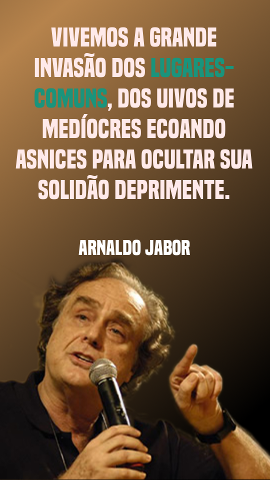 VIVEMOS A GRANDE
INVASÃO DOS LUGARES-
COMUNS, DOS UIVOS DE
MEDÍOCRES ECOANDO
ASNICES PARA OCULTAR SUA
SOLIDÃO DEPRIMENTE.
ARNALDO JABOR